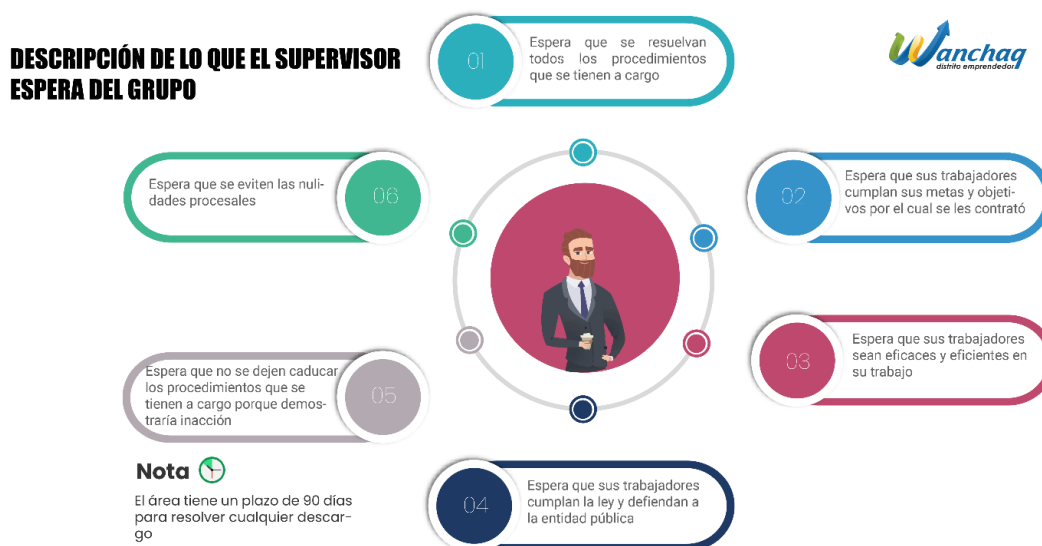 DESCRIPCIÓN DE LO QUE EL SUPERVISOR
ESPERA DEL GRUPO
Wanchaq
distrito emprendedor
01
Espera que se resuelvan
todos los procedimientos
que se tienen a cargo
06
Espera que se eviten las nuli-
dades procesales
02
Espera que sus trabajadores
cumplan sus metas y objeti-
vos por el cual se les contrató
03
Espera que sus trabajadores
sean eficaces y eficientes en
su trabajo
05
Espera que no se dejen caducar
los procedimientos que se
tienen a cargo porque demos-
traría inacción
04
Espera que sus trabajadores
cumplan la ley y defiendan a
la entidad pública
Nota
El área tiene un plazo de 90 días
para resolver cualquier descar-
go